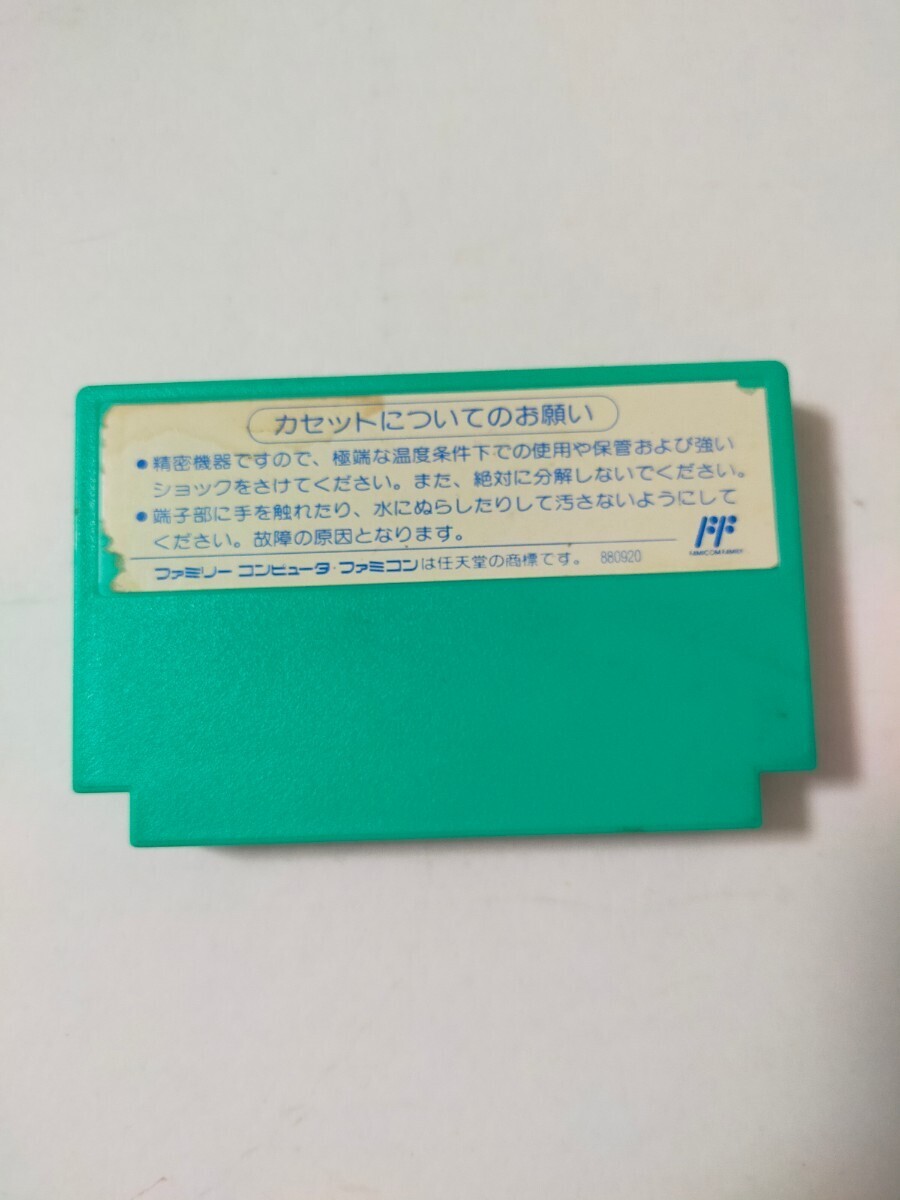 カセットについてのお願い
●精密機器ですので、極端な温度条件下での使用や保管および強い
ショックをさけてください。また、絶対に分解しないでください。
●端子部に手を触れたり、水にぬらしたりして汚さないようにして
ください。故障の原因となります。
FAMICOM FAMILY
ファミリー コンピュータ・ファミコンは任天堂の商標です。 880920